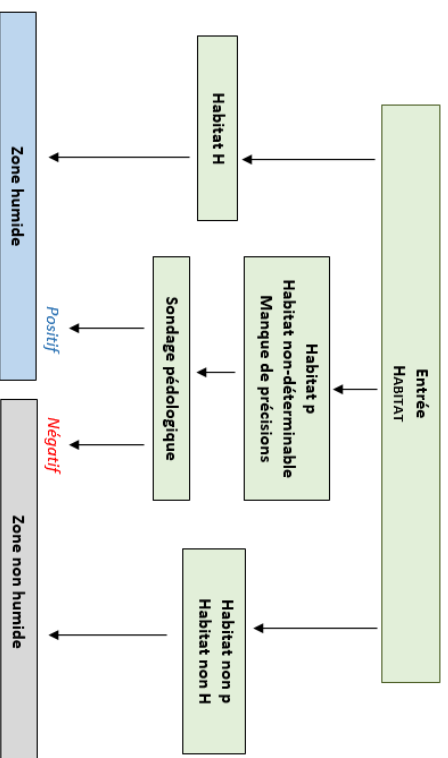 Entrée
HABITAT
Habitat H
Habitat p
Habitat non-déterminable
Manque de précisions
Habitat non p
Habitat non H
Sondage pédologique
Positif
Négatif
Zone humide
Zone non humide